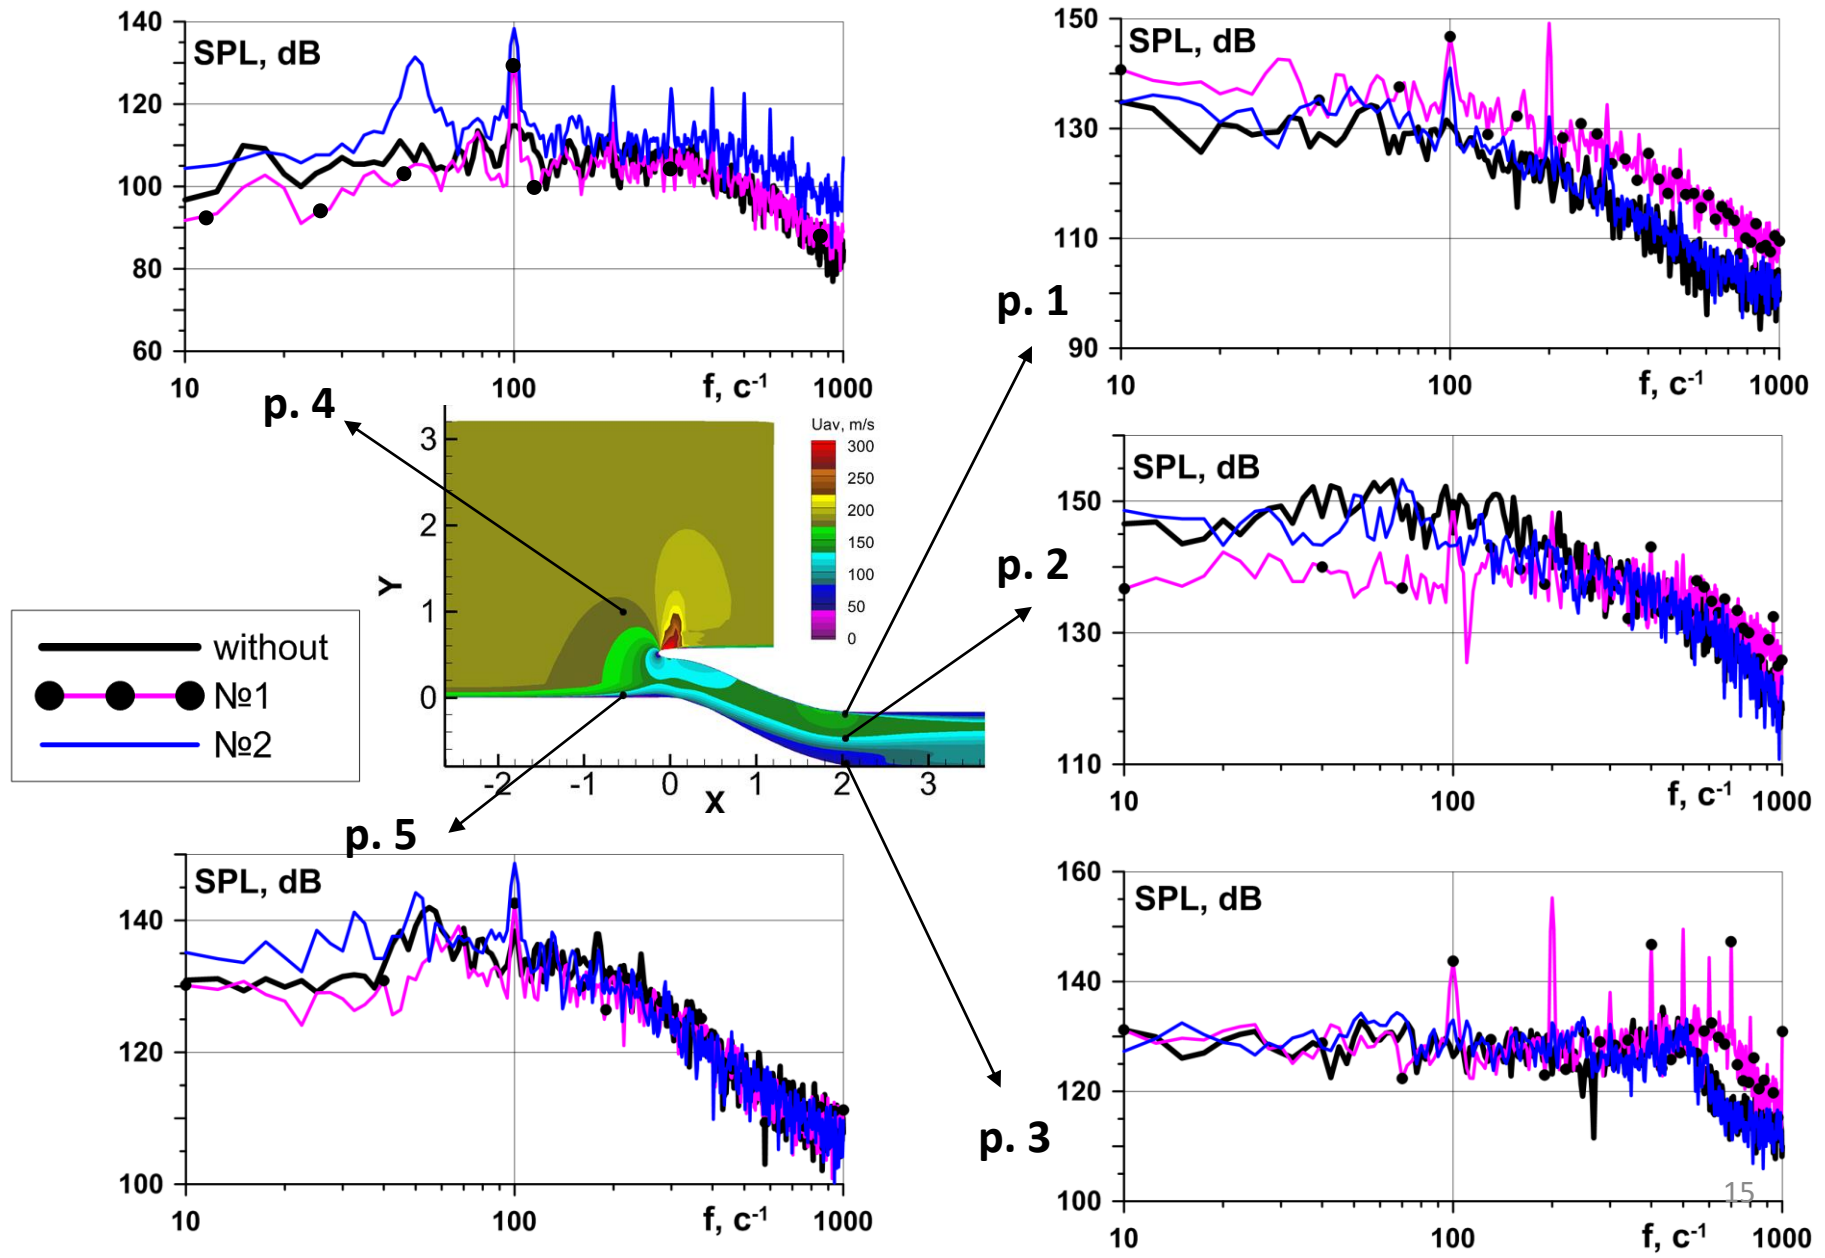 140
120
100
80
60
SPL, dB
10
100
f, c⁻¹
1000
p. 4
150
130
110
90
SPL, dB
10
100
f, c⁻¹
1000
p. 1
Uav, m/s
300
250
200
150
100
50
0
3
2
1
0
Y
-2
-1
0
1
2
3
X
without
№1
№2
150
130
110
SPL, dB
10
100
f, c⁻¹
1000
p. 2
p. 5
140
120
100
SPL, dB
10
100
f, c⁻¹
1000
160
140
120
100
SPL, dB
10
100
f, c⁻¹
1000
p. 3
15